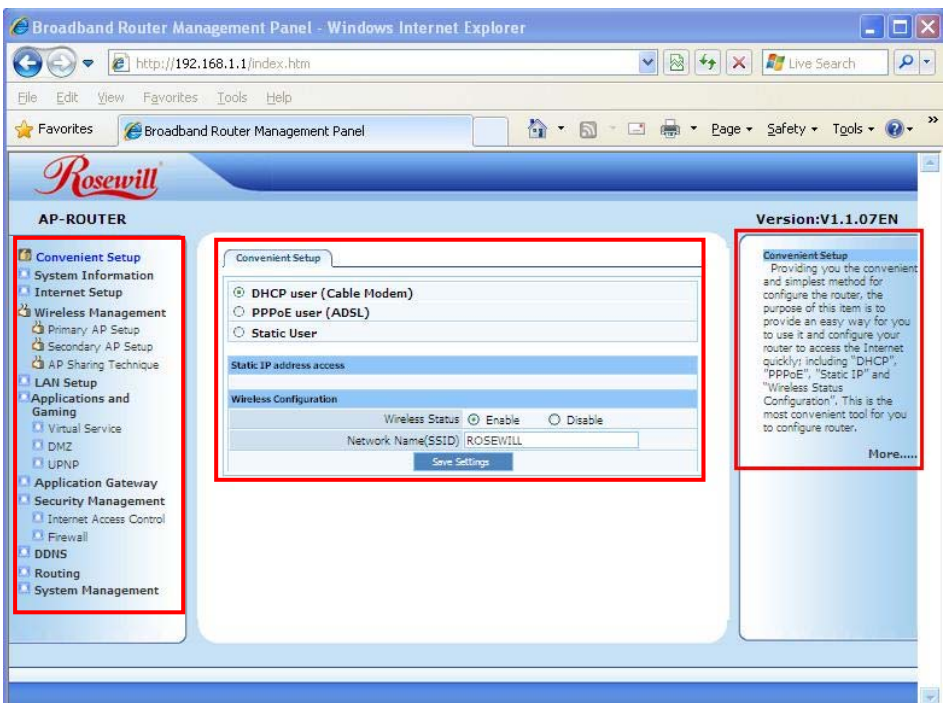 Broadband Router Management Panel - Windows Internet Explorer
http://192.168.1.1/index.htm
Live Search
File Edit View Favorites Tools Help
Favorites
Broadband Router Management Panel
Page
Safety
Tools
»
Rosewill
AP-ROUTER
Version:V1.1.07EN
Convenient Setup
System Information
Internet Setup
Wireless Management
Primary AP Setup
Secondary AP Setup
AP Sharing Technique
LAN Setup
Applications and
Gaming
Virtual Service
DMZ
UPNP
Application Gateway
Security Management
Internet Access Control
Firewall
DDNS
Routing
System Management
Convenient Setup
DHCP user (Cable Modem)
PPPoE user (ADSL)
Static User
Static IP address access
Wireless Configuration
Wireless Status Enable Disable
Network Name(SSID) ROSEWILL
Save Settings
Convenient Setup
Providing you the convenient
and simplest method for
configure the router, the
purpose of this item is to
provide an easy way for you
to use it and configure your
router to access the Internet
quickly; including "DHCP",
"PPPoE", "Static IP" and
"Wireless Status
Configuration". This is the
most convenient tool for you
to configure router.
More.....